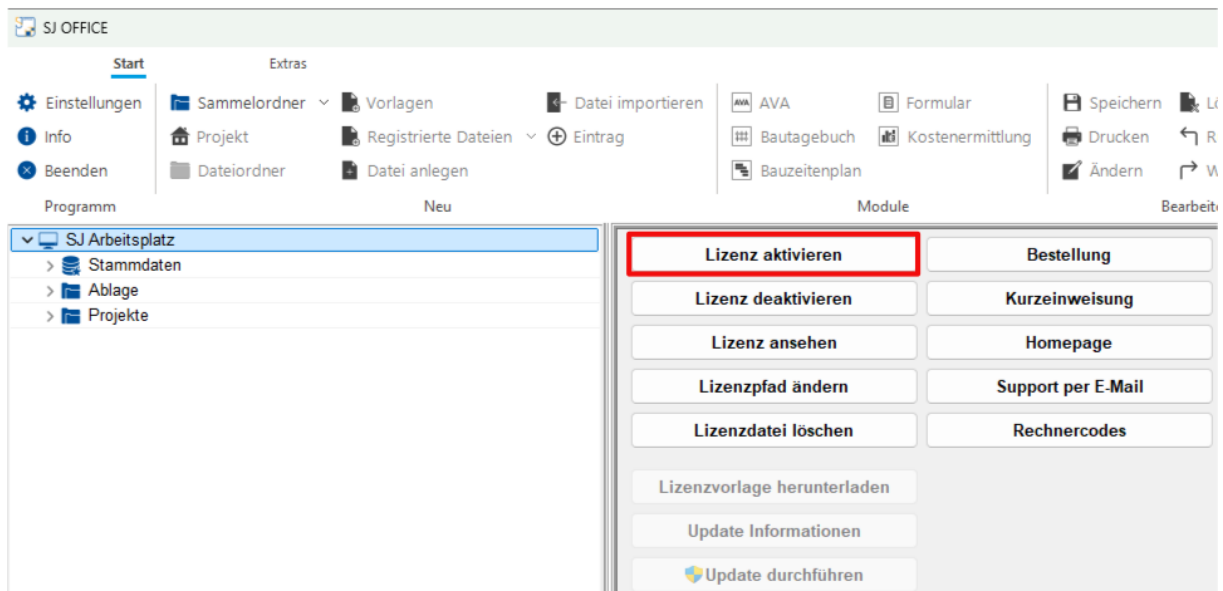 SJ OFFICE
Start Extras
Einstellungen Sammelordner Vorlagen Datei importieren AVA Formular Speichern
Info Projekt Registrierte Dateien Eintrag Bautagebuch Kostenermittlung Drucken
Beenden Dateiordner Datei anlegen Bauzeitenplan Ändern
Programm Neu Module Bearbeite
SJ Arbeitsplatz
Stammdaten
Ablage
Projekte
Lizenz aktivieren Bestellung
Lizenz deaktivieren Kurzeinweisung
Lizenz ansehen Homepage
Lizenzpfad ändern Support per E-Mail
Lizenzdatei löschen Rechnercodes
Lizenzvorlage herunterladen
Update Informationen
Update durchführen